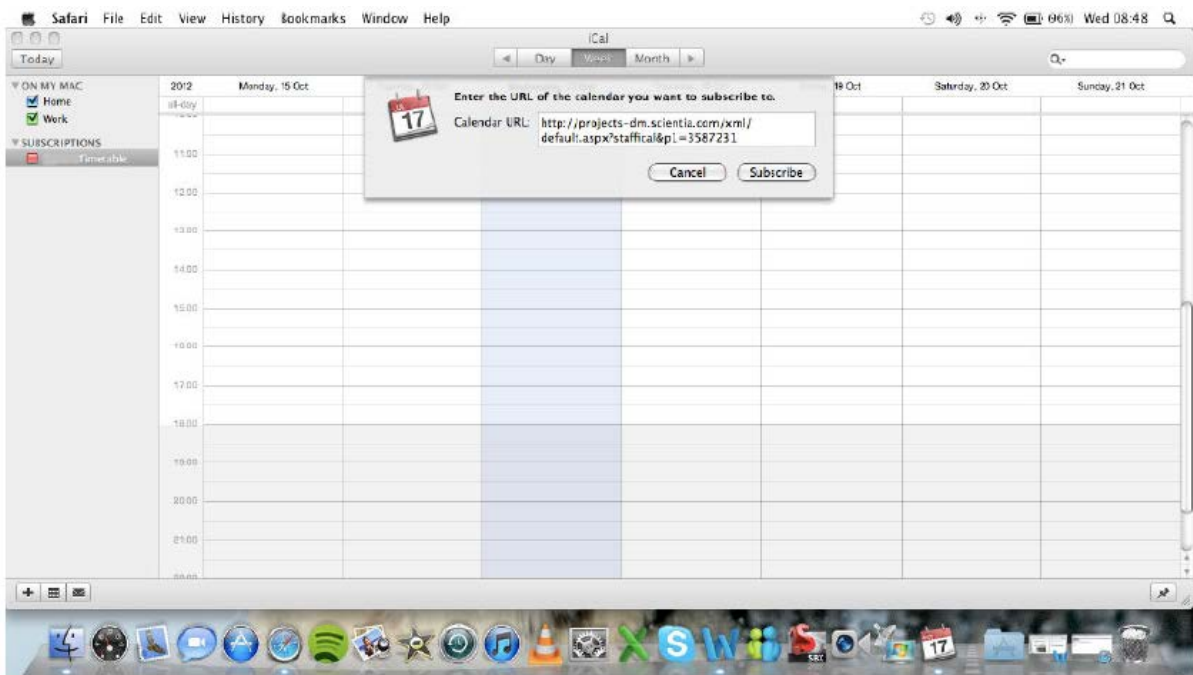 Safari File Edit View History Bookmarks Window Help
(96%) Wed 08:48
iCal
Today
Day Week Month
ON MY MAC
Home
Work
SUBSCRIPTIONS
Timetable
2012 Monday, 15 Oct 19 Oct Saturday, 20 Oct Sunday, 21 Oct
all-day
Enter the URL of the calendar you want to subscribe to.
Calendar URL: http://projects-dm.scientia.com/xml/
default.aspx?staffical&p1=3587231
Cancel Subscribe
17
11:00
12:00
13:00
14:00
15:00
16:00
17:00
18:00
19:00
20:00
21:00
17